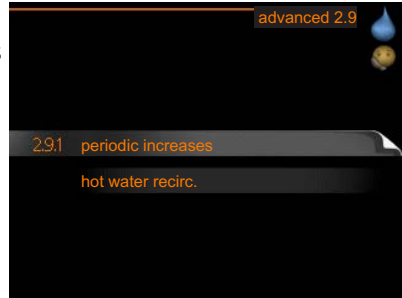 advanced 2.9
2.9.1 periodic increases
hot water recirc.